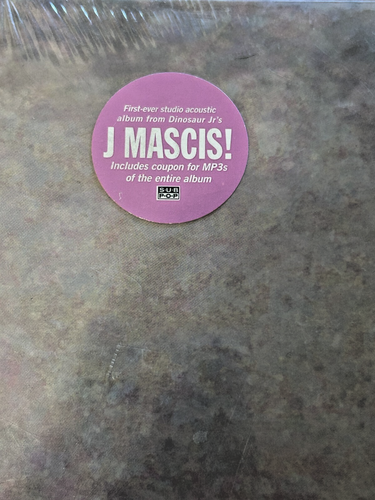 First-ever studio acoustic
album from Dinosaur Jr's
J MASCIS!
Includes coupon for MP3s
of the entire album
SUB
POP